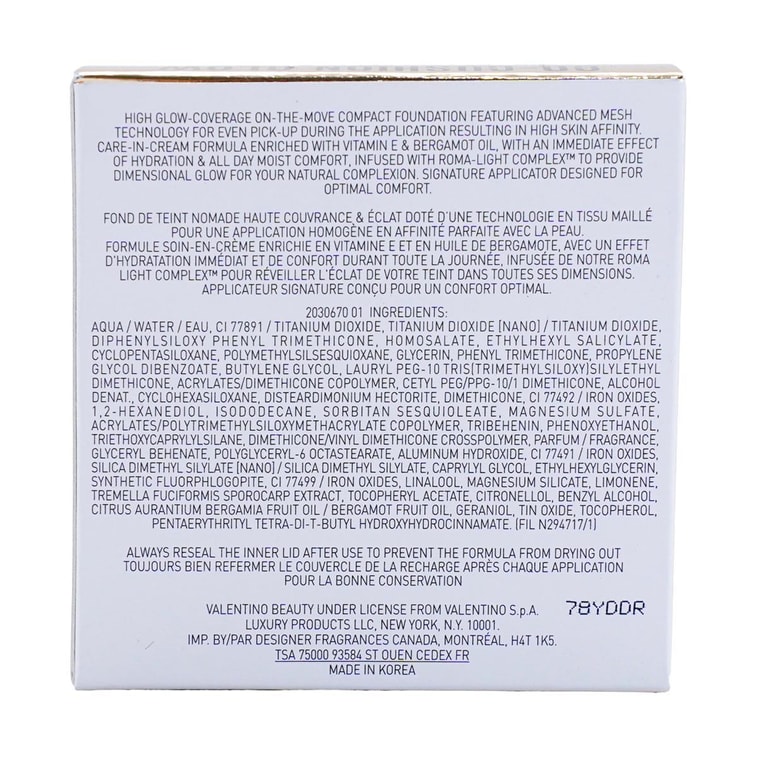 HIGH GLOW-COVERAGE ON-THE-MOVE COMPACT FOUNDATION FEATURING ADVANCED MESH
TECHNOLOGY FOR EVEN PICK-UP DURING THE APPLICATION RESULTING IN HIGH SKIN AFFINITY.
CARE-IN-CREAM FORMULA ENRICHED WITH VITAMIN E & BERGAMOT OIL, WITH AN IMMEDIATE EFFECT
OF HYDRATION & ALL DAY MOIST COMFORT, INFUSED WITH ROMA-LIGHT COMPLEX™ TO PROVIDE
DIMENSIONAL GLOW FOR YOUR NATURAL COMPLEXION. SIGNATURE APPLICATOR DESIGNED FOR
OPTIMAL COMFORT.
FOND DE TEINT NOMADE HAUTE COUVRANCE & ÉCLAT DOTÉ D'UNE TECHNOLOGIE EN TISSU MAILLÉ
POUR UNE APPLICATION HOMOGÈNE EN AFFINITÉ PARFAITE AVEC LA PEAU.
FORMULE SOIN-EN-CRÈME ENRICHIE EN VITAMINE E ET EN HUILE DE BERGAMOTE, AVEC UN EFFET
D'HYDRATATION IMMÉDIAT ET DE CONFORT DURANT TOUTE LA JOURNÉE, INFUSÉE DE NOTRE ROMA
LIGHT COMPLEX™ POUR RÉVEILLER L'ÉCLAT DE VOTRE TEINT DANS TOUTES SES DIMENSIONS.
APPLICATEUR SIGNATURE CONÇU POUR UN CONFORT OPTIMAL.
2030670 01 INGREDIENTS:
AQUA / WATER / EAU, CI 77891 / TITANIUM DIOXIDE, TITANIUM DIOXIDE [NANO] / TITANIUM DIOXIDE,
DIPHENYLSILOXY PHENYL TRIMETHICONE, HOMOSALATE, ETHYLHEXYL SALICYLATE,
CYCLOPENTASILOXANE, POLYMETHYLSILSESQUIOXANE, GLYCERIN, PHENYL TRIMETHICONE, PROPYLENE
GLYCOL DIBENZOATE, BUTYLENE GLYCOL, LAURYL PEG-10 TRIS(TRIMETHYLSILOXY)SILYLETHYL
DIMETHICONE, ACRYLATES/DIMETHICONE COPOLYMER, CETYL PEG/PPG-10/1 DIMETHICONE, ALCOHOL
DENAT., CYCLOHEXASILOXANE, DISTEARDIMONIUM HECTORITE, DIMETHICONE, CI 77492 / IRON OXIDES,
1,2-HEXANEDIOL, ISODODECANE, SORBITAN SESQUIOLEATE, MAGNESIUM SULFATE,
ACRYLATES/POLYTRIMETHYLSILOXYMETHACRYLATE COPOLYMER, TRIBEHENIN, PHENOXYETHANOL,
TRIETHOXYCAPRYLYLSILANE, DIMETHICONE/VINYL DIMETHICONE CROSSPOLYMER, PARFUM / FRAGRANCE,
GLYCERYL BEHENATE, POLYGLYCERYL-6 OCTASTEARATE, ALUMINUM HYDROXIDE, CI 77491 / IRON OXIDES,
SILICA DIMETHYL SILYLATE [NANO] / SILICA DIMETHYL SILYLATE, CAPRYLYL GLYCOL, ETHYLHEXYLGLYCERIN,
SYNTHETIC FLUORPHLOGOPITE, CI 77499 / IRON OXIDES, LINALOOL, MAGNESIUM SILICATE, LIMONENE,
TREMELLA FUCIFORMIS SPOROCARP EXTRACT, TOCOPHERYL ACETATE, CITRONELLOL, BENZYL ALCOHOL,
CITRUS AURANTIUM BERGAMIA FRUIT OIL / BERGAMOT FRUIT OIL, GERANIOL, TIN OXIDE, TOCOPHEROL,
PENTAERYTHRITYL TETRA-DI-T-BUTYL HYDROXYHYDROCINNAMATE. (FIL N294717/1)
ALWAYS RESEAL THE INNER LID AFTER USE TO PREVENT THE FORMULA FROM DRYING OUT
TOUJOURS BIEN REFERMER LE COUVERCLE DE LA RECHARGE APRÈS CHAQUE APPLICATION
POUR LA BONNE CONSERVATION
VALENTINO BEAUTY UNDER LICENSE FROM VALENTINO S.p.A.
LUXURY PRODUCTS LLC, NEW YORK, N.Y. 10001.
IMP. BY/PAR DESIGNER FRAGRANCES CANADA, MONTRÉAL, H4T 1K5.
TSA 75000 93584 ST OUEN CEDEX FR
MADE IN KOREA
78YDDR